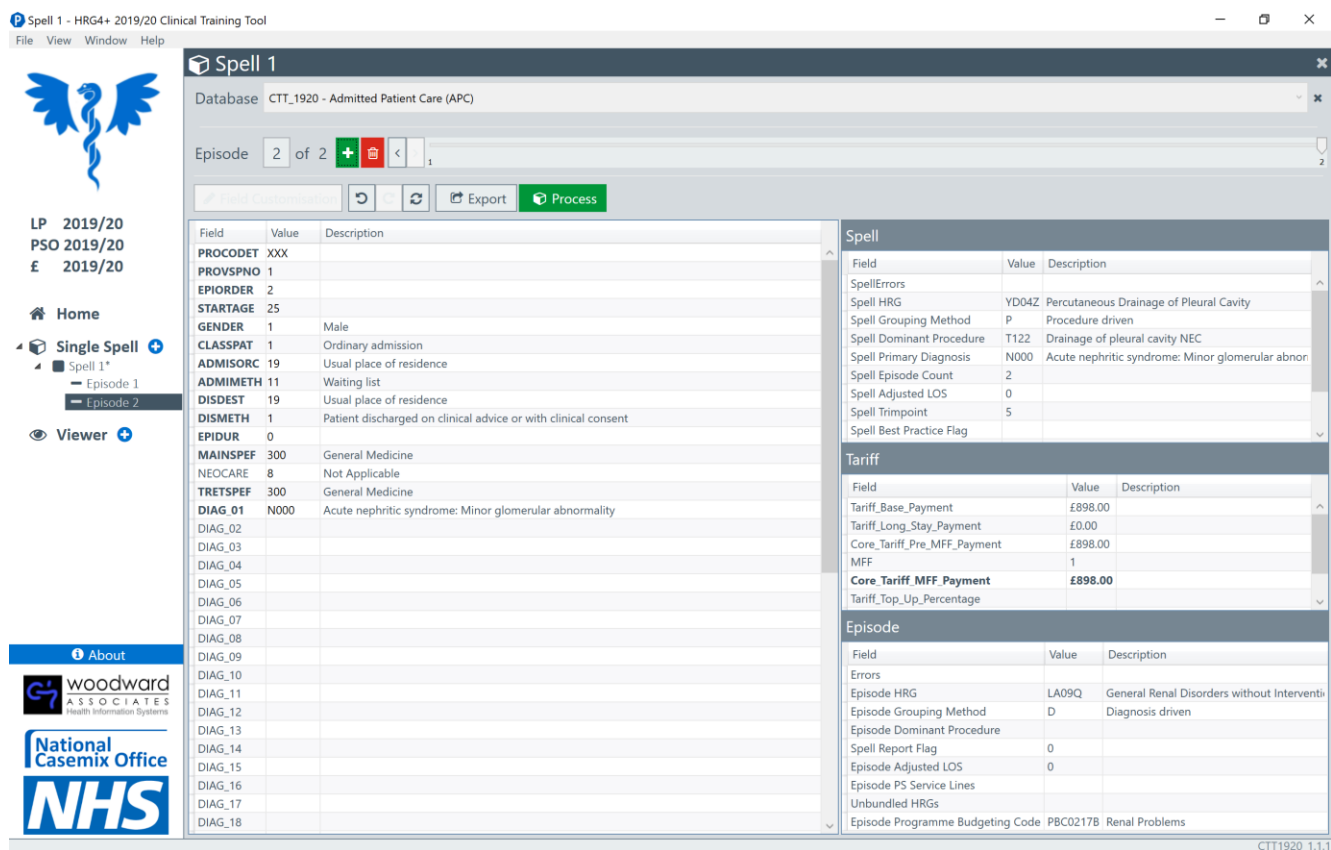 Spell 1 - HRG4+ 2019/20 Clinical Training Tool
File View Window Help
Spell 1
Database CTT_1920 - Admitted Patient Care (APC)
Episode 2 of 2
1
2
Export Process
LP 2019/20
PSO 2019/20
£ 2019/20
Home
Single Spell
Spell 1*
Episode 1
Episode 2
Viewer
About
woodward
ASSOCIATES
Health Information Systems
National
Casemix Office
NHS
Field Value Description
PROCODET XXX
PROVSPNO 1
EPIORDER 2
STARTAGE 25
GENDER 1 Male
CLASSPAT 1 Ordinary admission
ADMISORC 19 Usual place of residence
ADMIMETH 11 Waiting list
DISDEST 19 Usual place of residence
DISMETH 1 Patient discharged on clinical advice or with clinical consent
EPIDUR 0
MAINSPEF 300 General Medicine
NEOCARE 8 Not Applicable
TRETSPEF 300 General Medicine
DIAG_01 N000 Acute nephritic syndrome: Minor glomerular abnormality
DIAG_02
DIAG_03
DIAG_04
DIAG_05
DIAG_06
DIAG_07
DIAG_08
DIAG_09
DIAG_10
DIAG_11
DIAG_12
DIAG_13
DIAG_14
DIAG_15
DIAG_16
DIAG_17
DIAG_18
Spell
Field Value Description
SpellErrors
Spell HRG YD04Z Percutaneous Drainage of Pleural Cavity
Spell Grouping Method P Procedure driven
Spell Dominant Procedure T122 Drainage of pleural cavity NEC
Spell Primary Diagnosis N000 Acute nephritic syndrome: Minor glomerular abnor
Spell Episode Count 2
Spell Adjusted LOS 0
Spell Trimpoint 5
Spell Best Practice Flag
Tariff
Field Value Description
Tariff_Base_Payment £898.00
Tariff_Long_Stay_Payment £0.00
Core_Tariff_Pre_MFF_Payment £898.00
MFF 1
Core_Tariff_MFF_Payment £898.00
Tariff_Top_Up_Percentage
Episode
Field Value Description
Errors
Episode HRG LA09Q General Renal Disorders without Interventi
Episode Grouping Method D Diagnosis driven
Episode Dominant Procedure
Spell Report Flag 0
Episode Adjusted LOS 0
Episode PS Service Lines
Unbundled HRGs
Episode Programme Budgeting Code PBC0217B Renal Problems
CTT1920 1.1.1